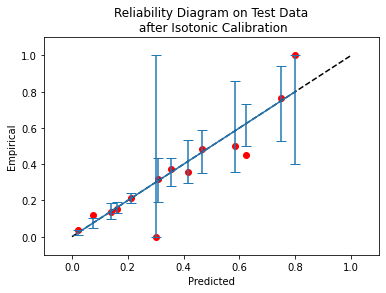 Reliability Diagram on Test Data
after Isotonic Calibration
Empirical
1.0
0.8
0.6
0.4
0.2
0.0
0.0 0.2 0.4 0.6 0.8 1.0
Predicted